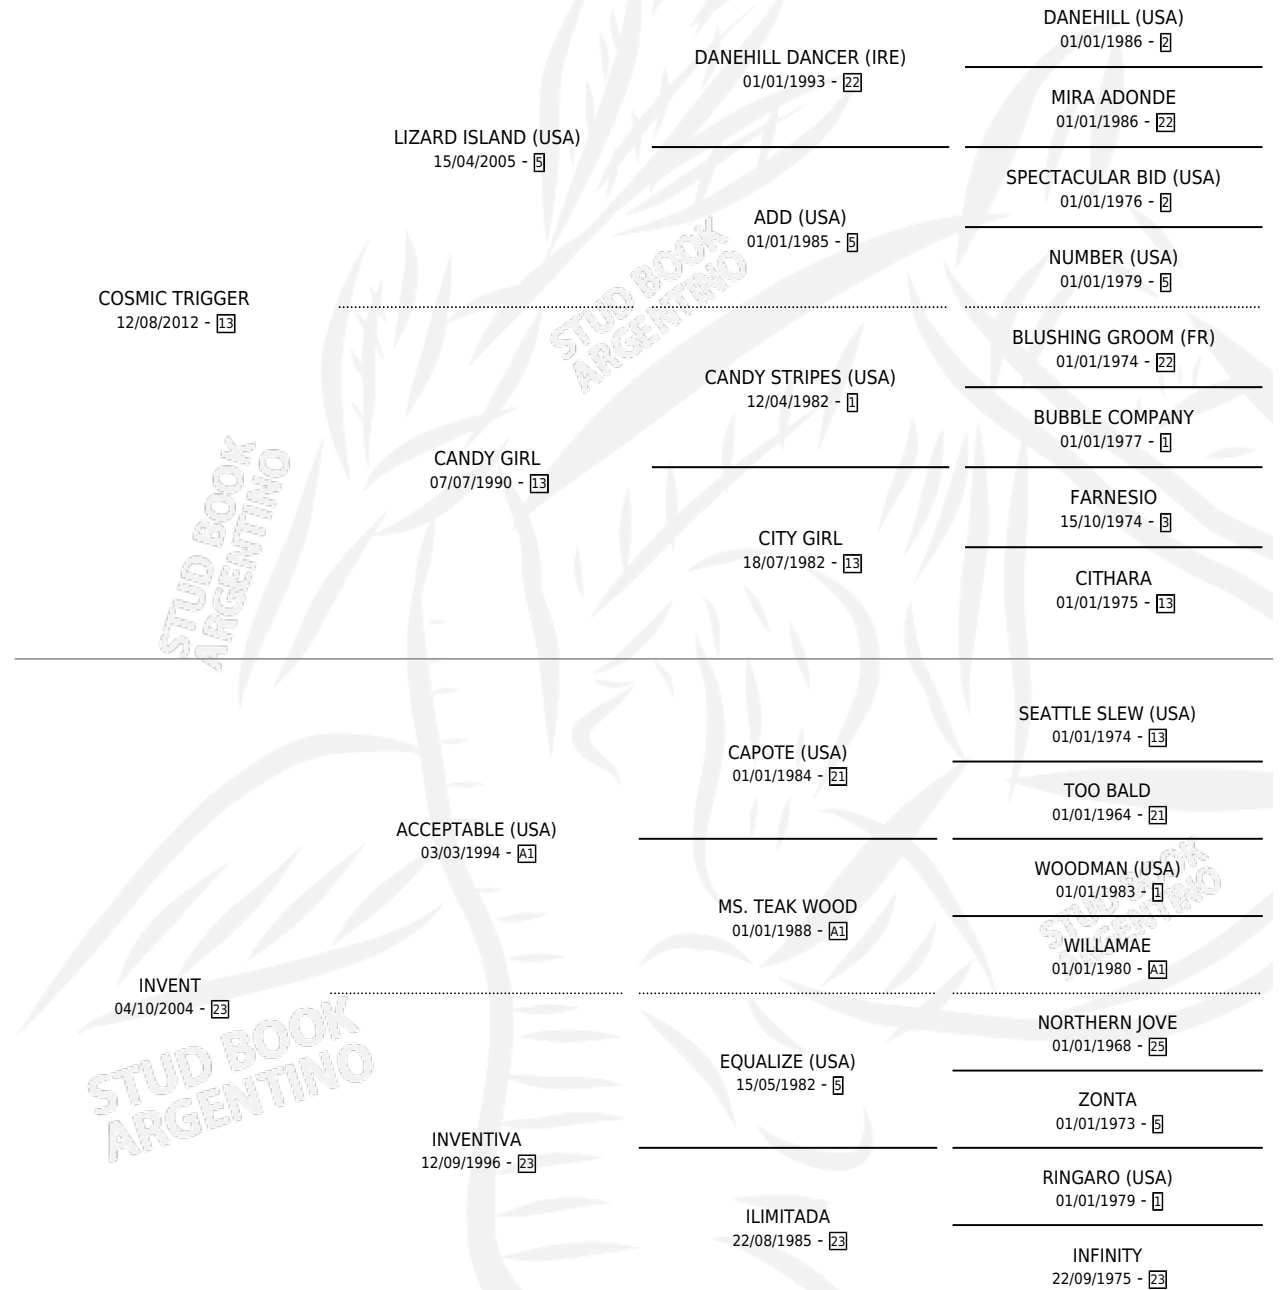 DANEHILL (USA)
01/01/1986 - 2
DANEHILL DANCER (IRE)
01/01/1993 - 22
MIRA ADONDE
01/01/1986 - 22
LIZARD ISLAND (USA)
15/04/2005 - 5
SPECTACULAR BID (USA)
01/01/1976 - 2
ADD (USA)
01/01/1985 - 5
NUMBER (USA)
01/01/1979 - 5
COSMIC TRIGGER
12/08/2012 - 13
BLUSHING GROOM (FR)
01/01/1974 - 22
CANDY STRIPES (USA)
12/04/1982 - 1
BUBBLE COMPANY
01/01/1977 - 1
CANDY GIRL
07/07/1990 - 13
FARNESIO
15/10/1974 - 3
CITY GIRL
18/07/1982 - 13
CITHARA
01/01/1975 - 13
STUD BOOK
ARGENTINO
STUD BOOK
ARGENTINO
SEATTLE SLEW (USA)
01/01/1974 - 13
CAPOTE (USA)
01/01/1984 - 21
TOO BALD
01/01/1964 - 21
ACCEPTABLE (USA)
03/03/1994 - A1
WOODMAN (USA)
01/01/1983 - 1
MS. TEAK WOOD
01/01/1988 - A1
WILLAMAE
01/01/1980 - A1
INVENT
04/10/2004 - 23
NORTHERN JOVE
01/01/1968 - 25
EQUALIZE (USA)
15/05/1982 - 5
ZONTA
01/01/1973 - 5
INVENTIVA
12/09/1996 - 23
RINGARO (USA)
01/01/1979 - 1
ILIMITADA
22/08/1985 - 23
INFINITY
22/09/1975 - 23
STUD BOOK
ARGENTINO
STUD BOOK
ARGENTINO